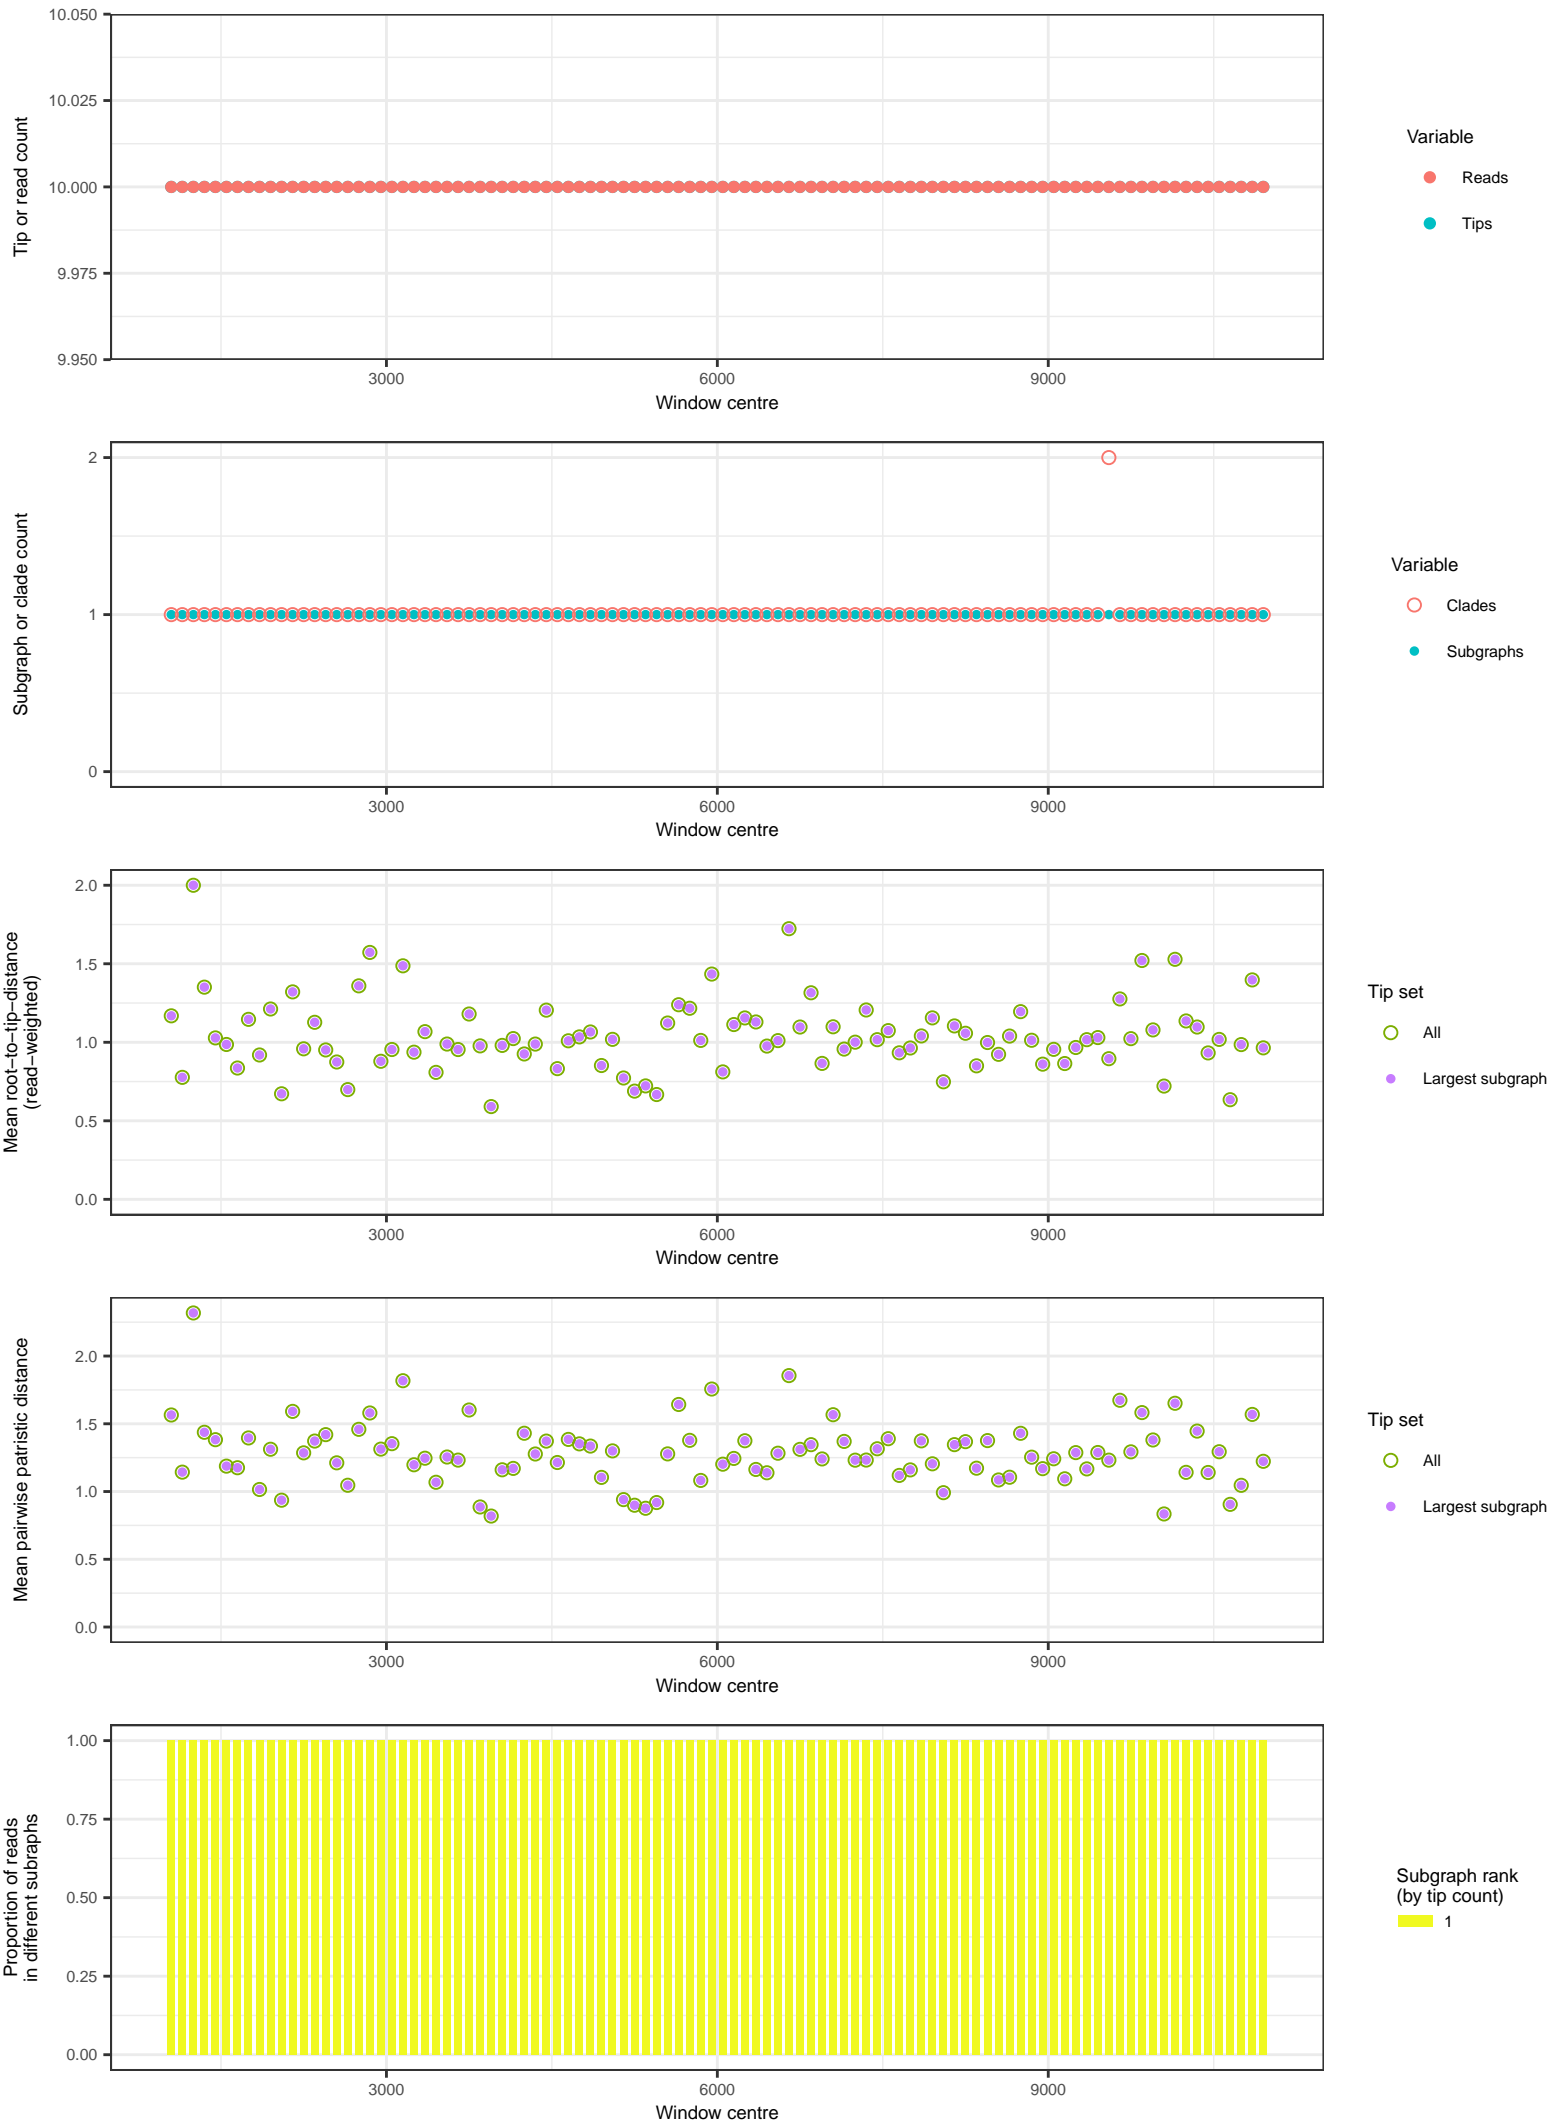 10.050
10.025
10.000
9.975
9.950
Tip or read count
3000 6000 9000
Window centre
Variable
Reads
Tips
2
1
0
Subgraph or clade count
3000 6000 9000
Window centre
Variable
Clades
Subgraphs
2.0
1.5
1.0
0.5
0.0
Mean root−to−tip−distance
(read−weighted)
3000 6000 9000
Window centre
Tip set
All
Largest subgraph
2.0
1.5
1.0
0.5
0.0
Mean pairwise patristic distance
3000 6000 9000
Window centre
Tip set
All
Largest subgraph
1.00
0.75
0.50
0.25
0.00
Proportion of reads
in different subraphs
3000 6000 9000
Window centre
Subgraph rank
(by tip count)
1